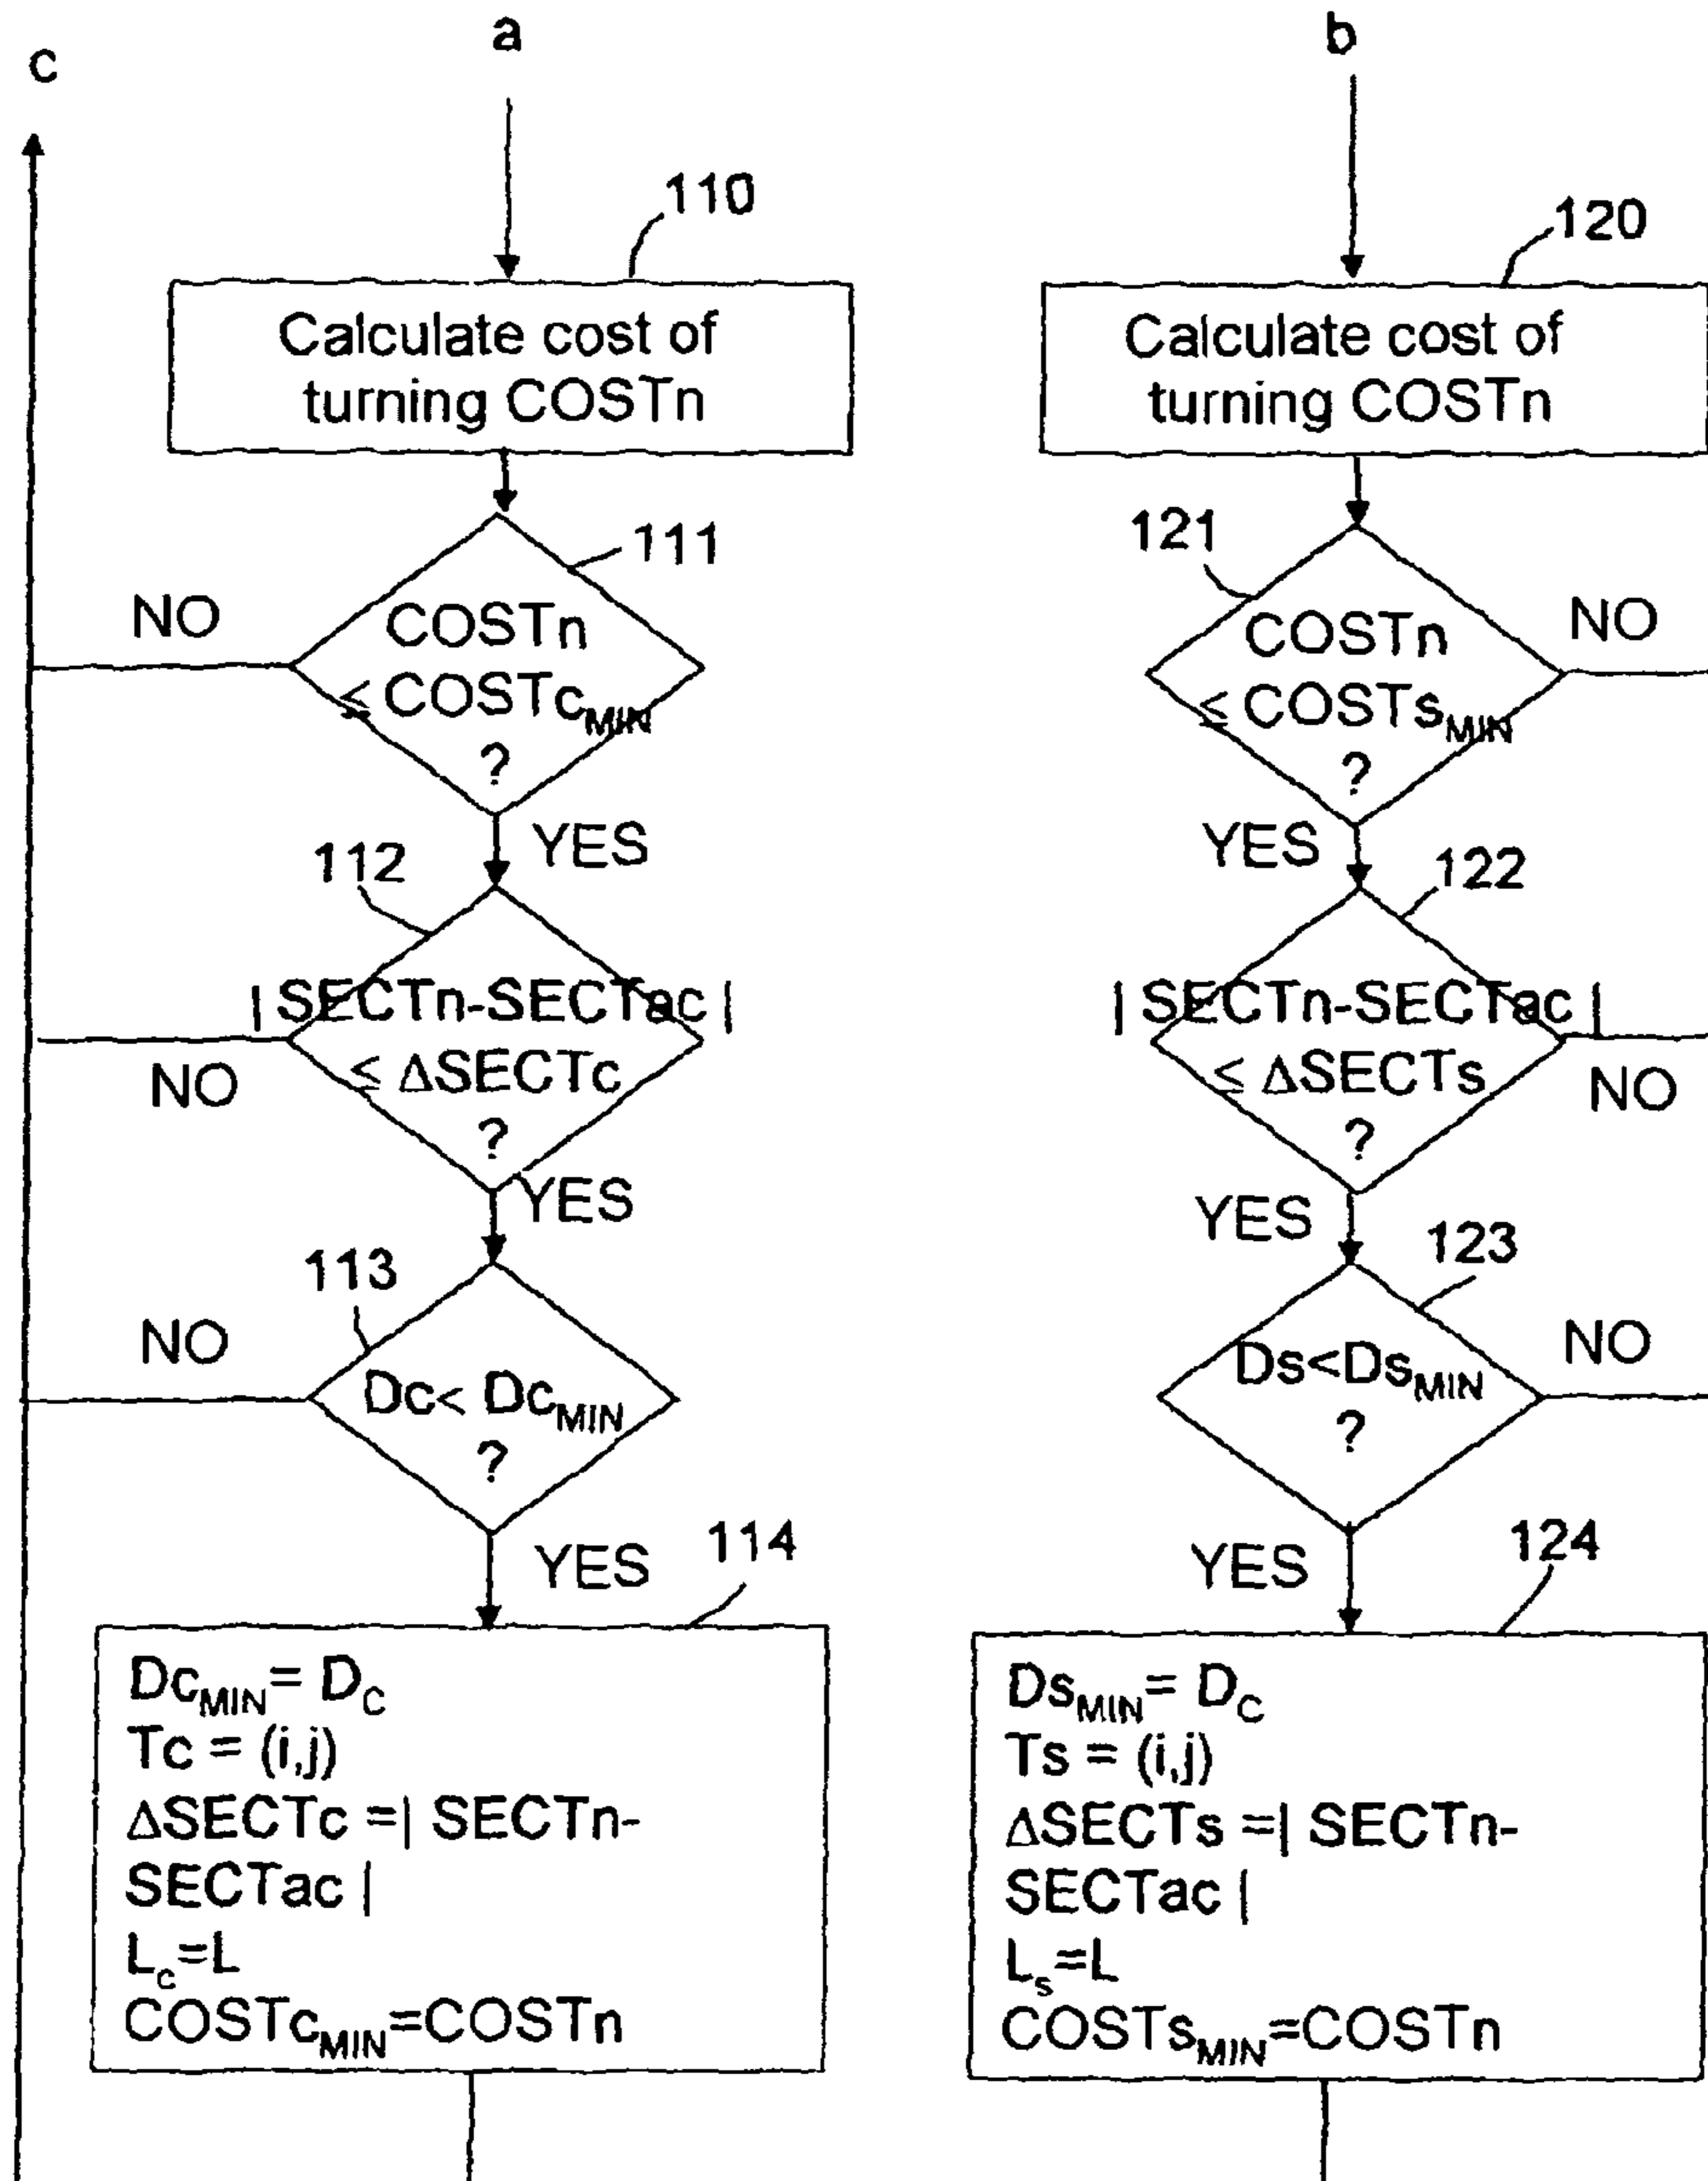 c
a
b
110
Calculate cost of
turning COSTn
111
COSTn
≤ COSTcMIN
?
NO
YES
112
| SECTn-SECTac |
≤ ΔSECTc
?
NO
YES
113
Dc< DcMIN
?
NO
YES
114
DcMIN= DC
Tc = (i,j)
ΔSECTc =| SECTn-
SECTac |
Lc=L
COSTcMIN=COSTn
120
Calculate cost of
turning COSTn
121
COSTn
≤ COSTsMIN
?
NO
YES
122
| SECTn-SECTac |
≤ ΔSECTs
?
NO
YES
123
Ds<DsMIN
?
NO
YES
124
DsMIN= DC
Ts = (i,j)
ΔSECTs =| SECTn-
SECTac |
Ls=L
COSTsMIN=COSTn